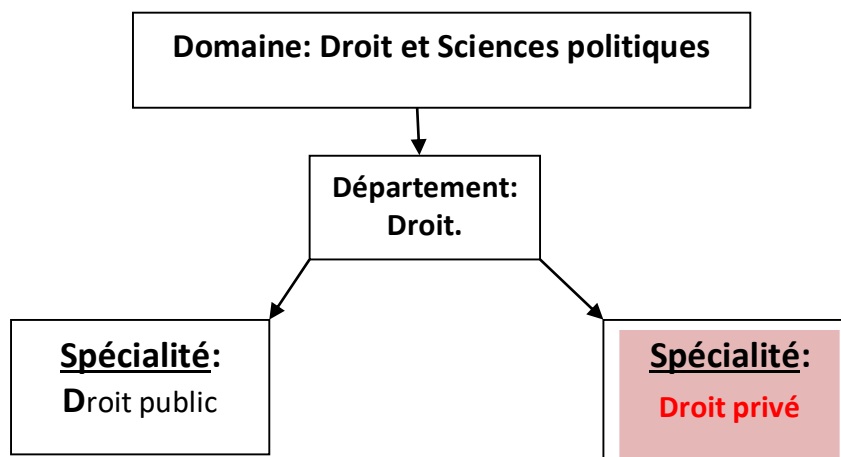 Domaine: Droit et Sciences politiques
Département:
Droit.
Spécialité:
Droit public
Spécialité:
Droit privé